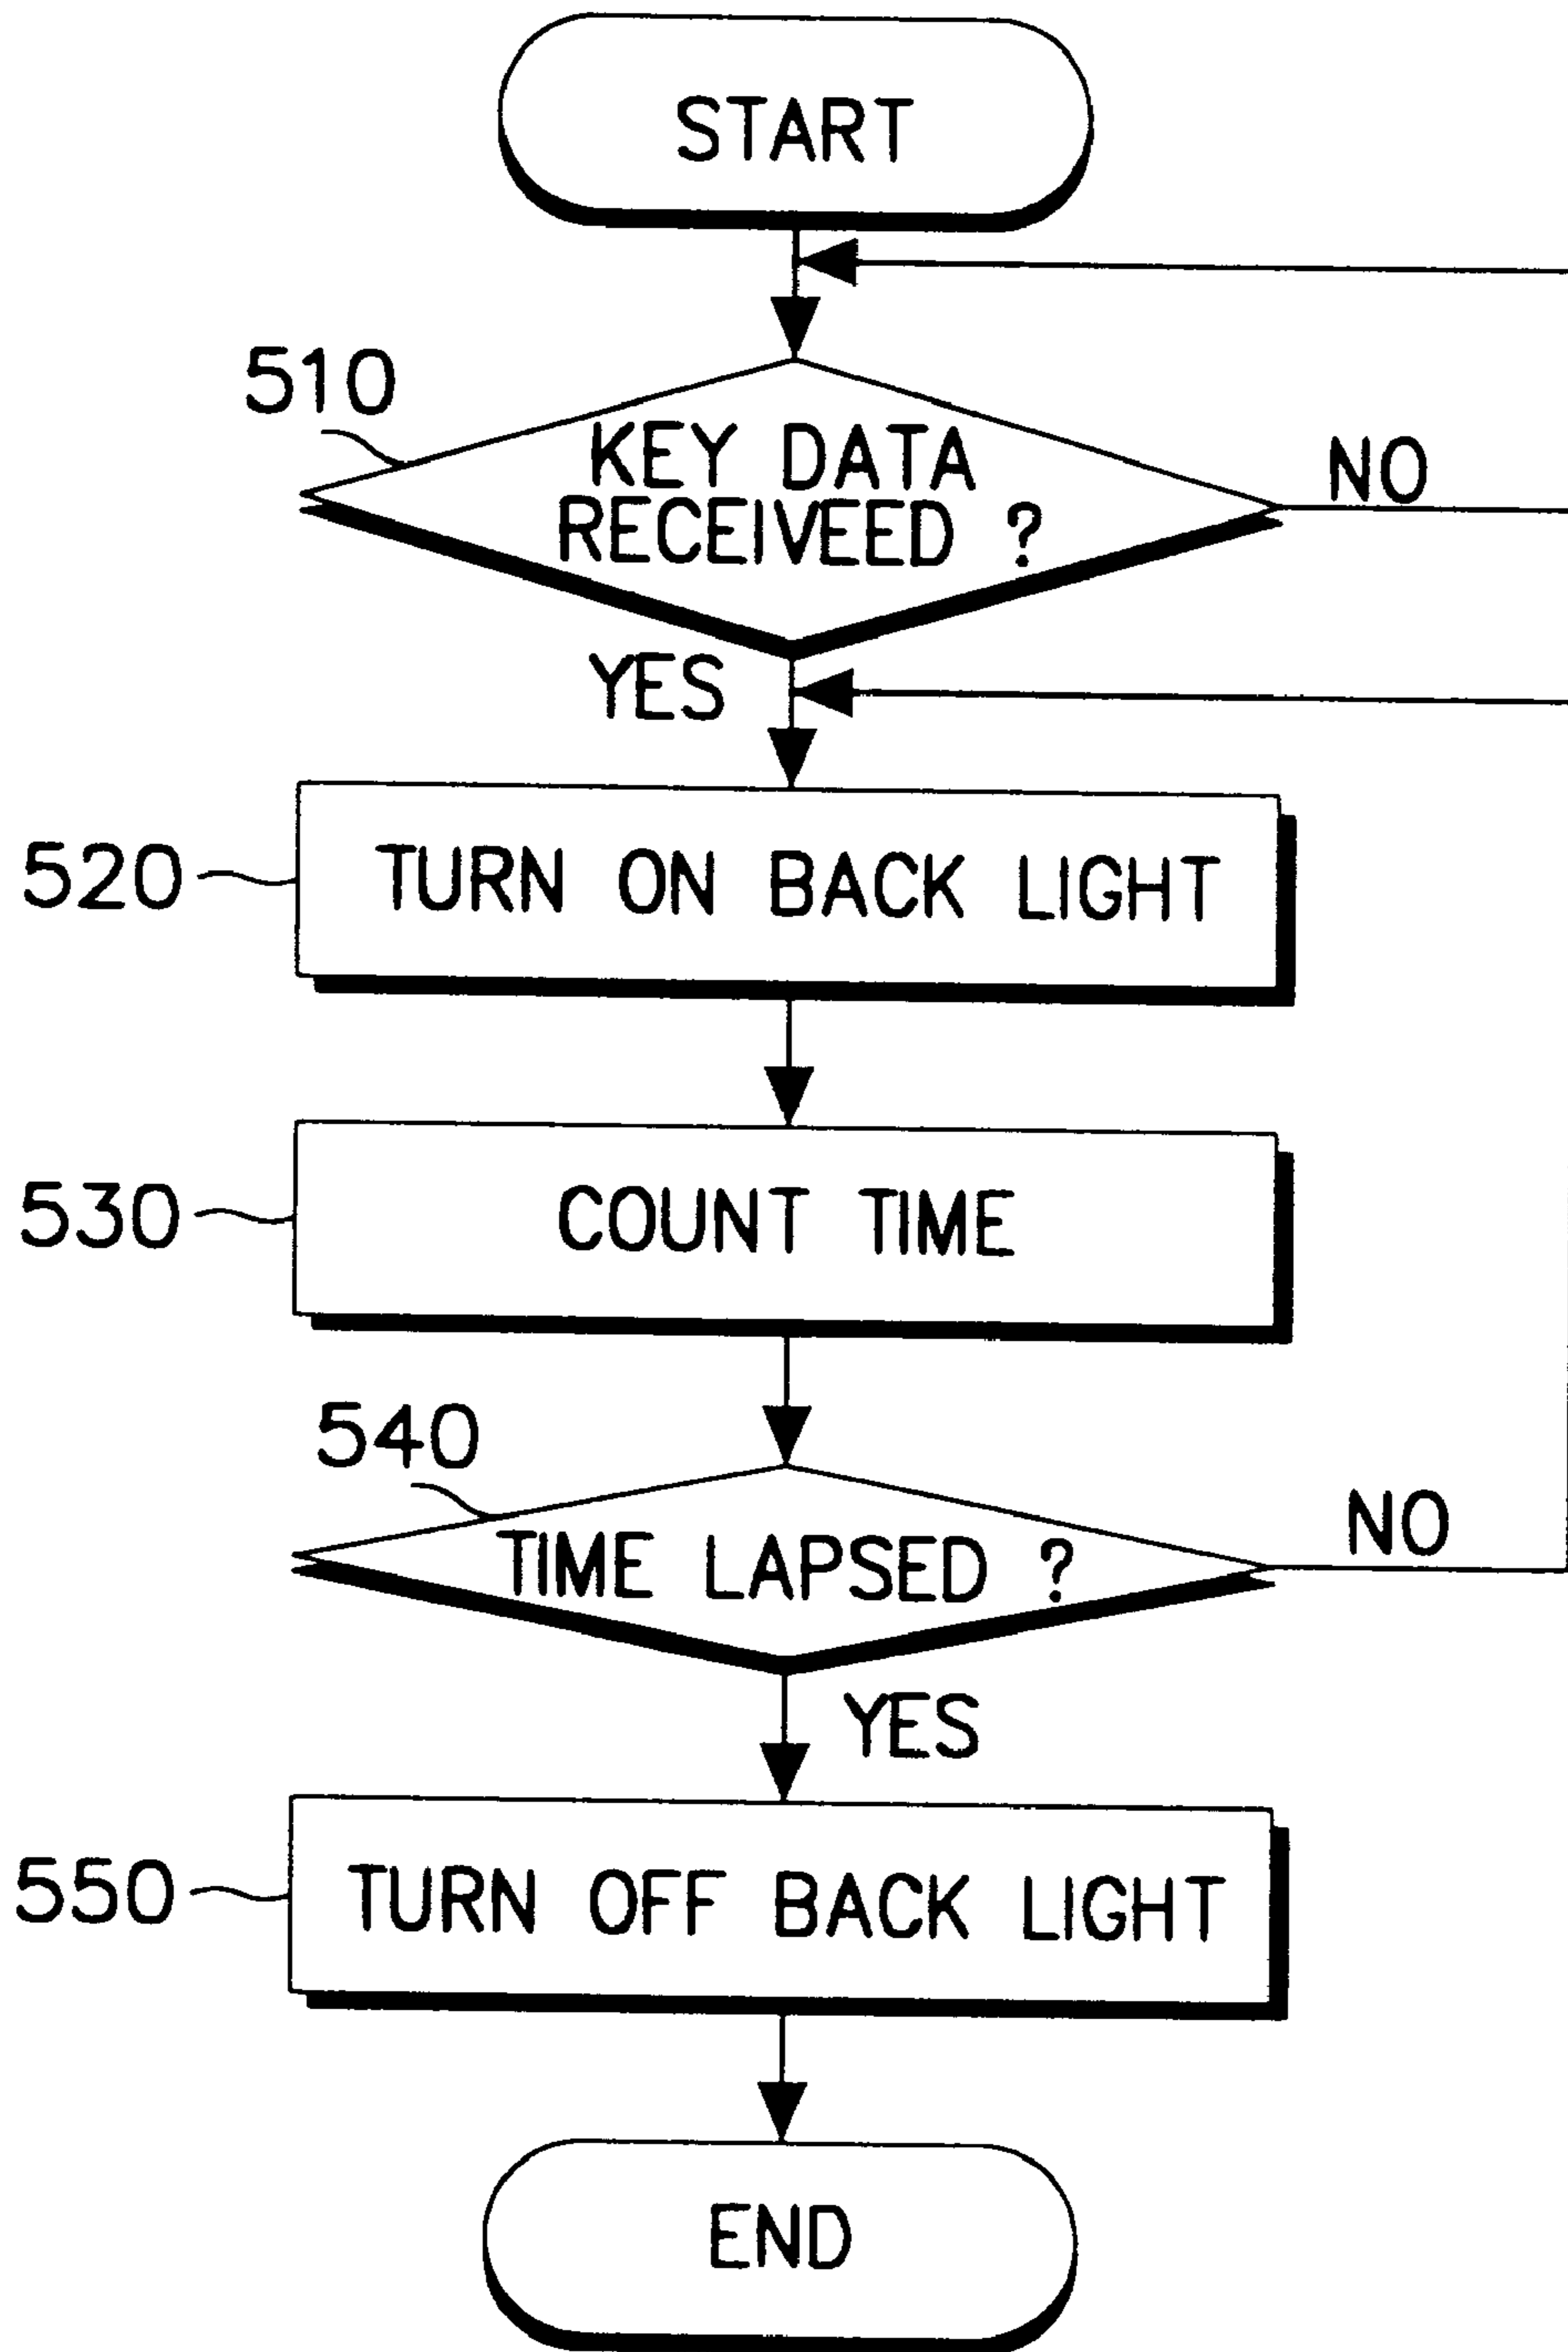 START
510
KEY DATA
RECEIVEED ?
NO
YES
520
TURN ON BACK LIGHT
530
COUNT TIME
540
TIME LAPSED ?
NO
YES
550
TURN OFF BACK LIGHT
END